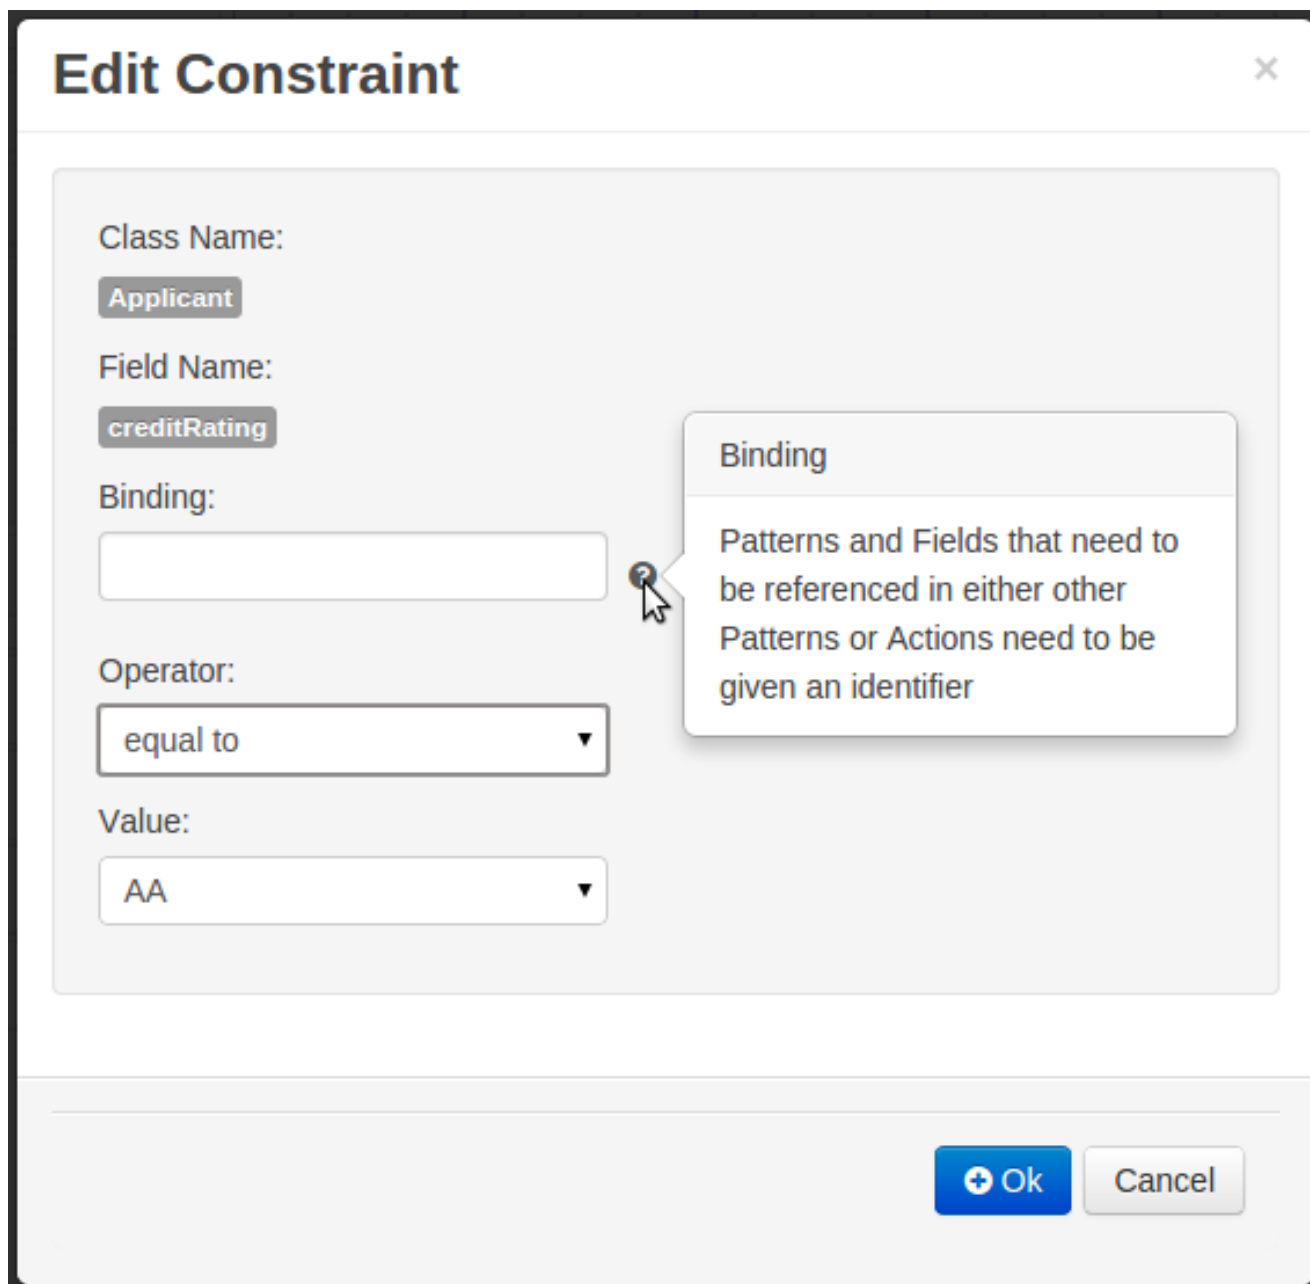 Edit Constraint ×
Class Name:
Applicant
Field Name:
creditRating
Binding:
?
Binding
Patterns and Fields that need to
be referenced in either other
Patterns or Actions need to be
given an identifier
Operator:
equal to
Value:
AA
Ok
Cancel